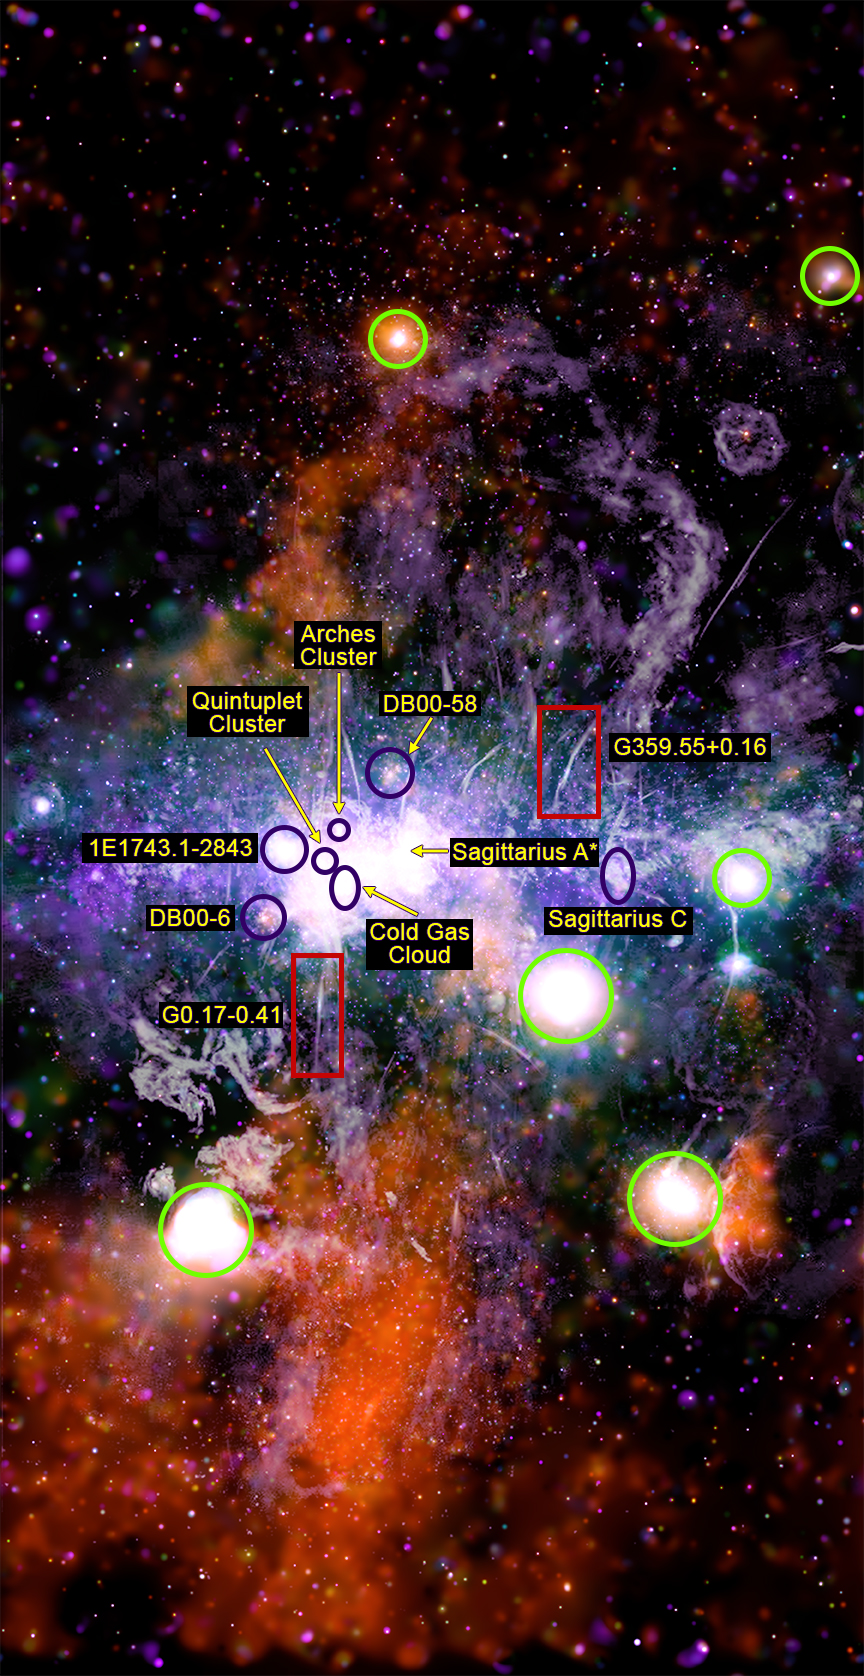 Arches
Cluster
Quintuplet
Cluster
DB00-58
G359.55+0.16
1E1743.1-2843
Sagittarius A*
DB00-6
Sagittarius C
Cold Gas
Cloud
G0.17-0.41